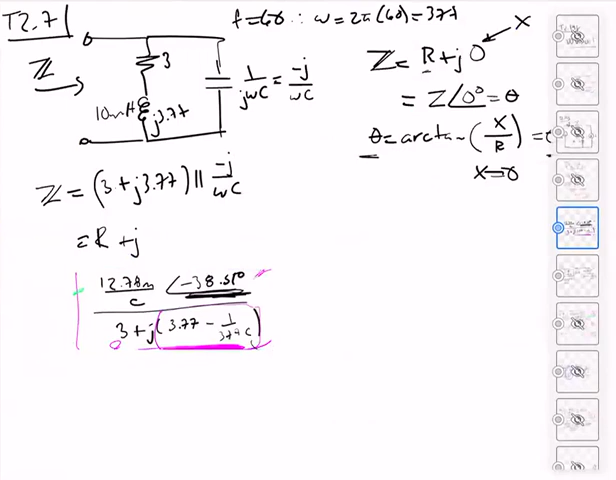 T2.7
f=60 ∴ ω = 2π(60) = 377
Z
3
10mH
j3.77
1/jωC = -j/ωC
X
Z = R + j0
= Z∠0° = θ
θ = arctan(X/R) =
X→0
Z = (3 + j3.77) || -j/ωC
= R + j
12.78m/C ∠-38.51°
3 + j(3.77 - 1/377C)